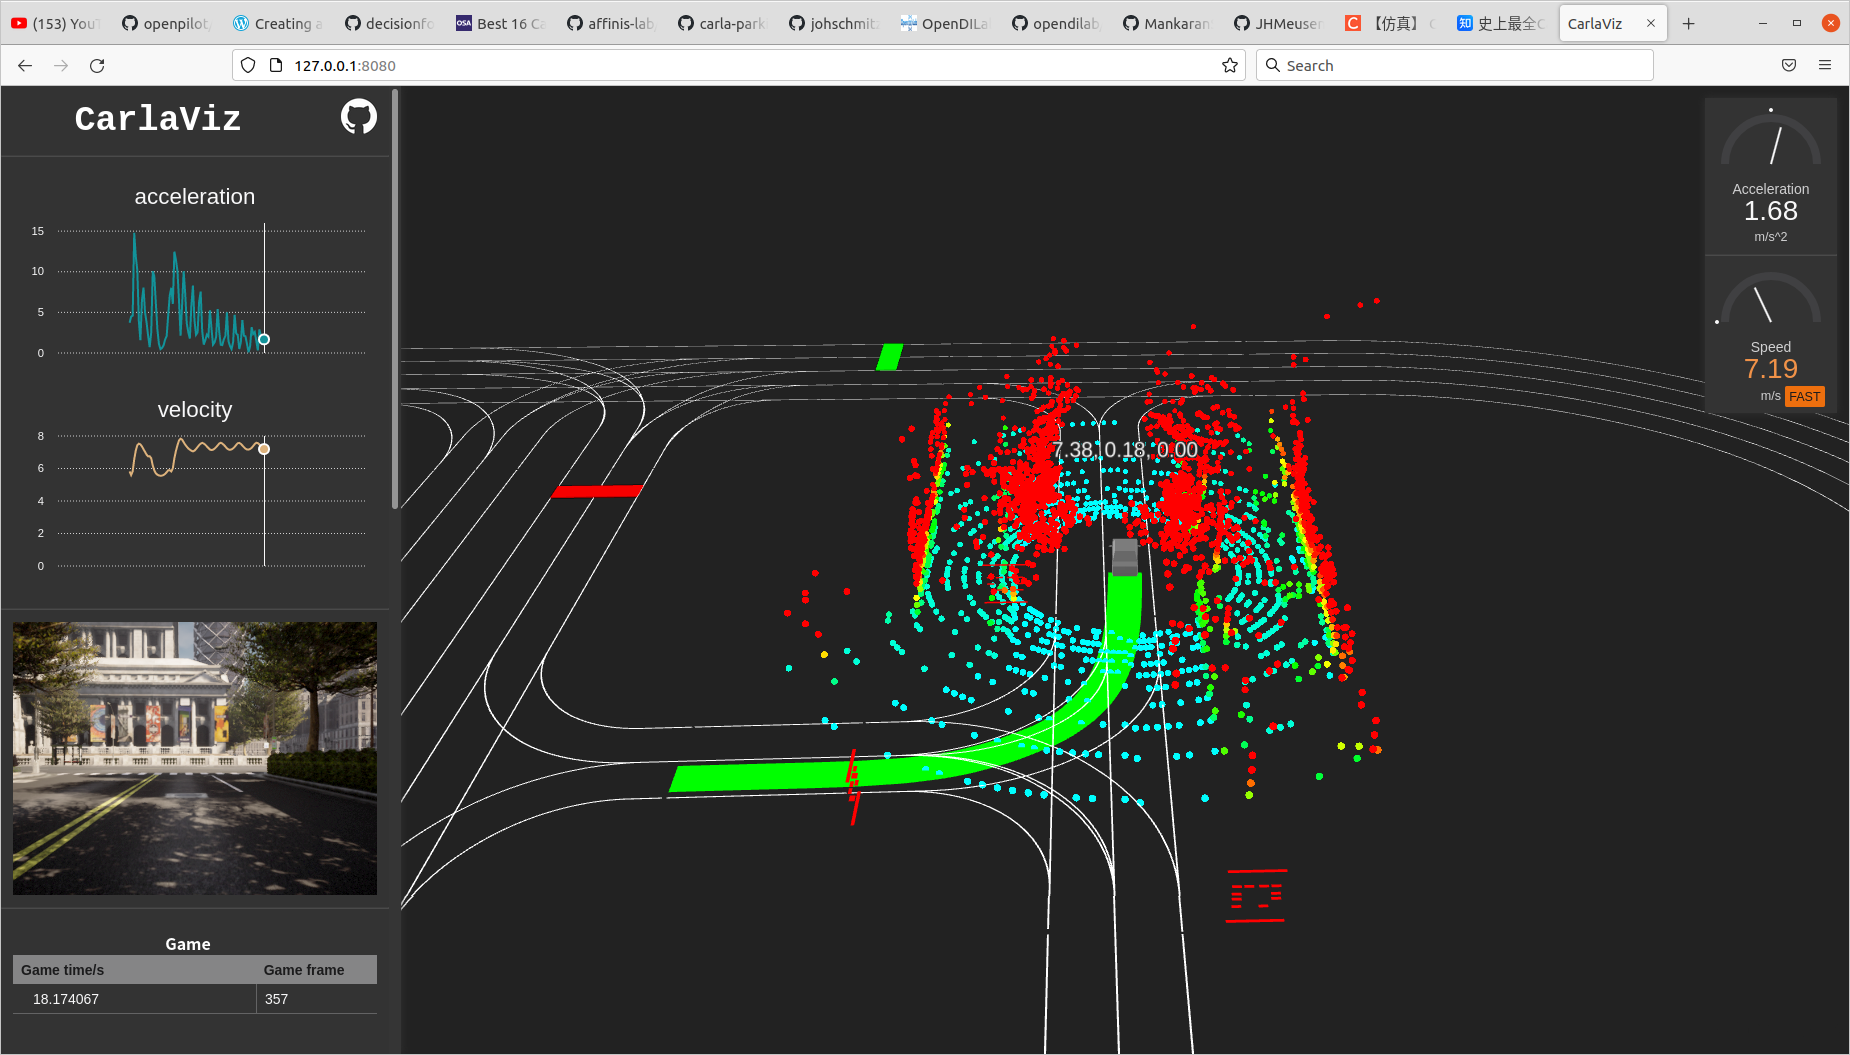 (153) YouT
openpilot/
Creating a
decisionfo
Best 16 Ca
affinis-lab
carla-park
johschmitz
OpenDILa
opendilab
Mankaran
JHMeusen
【仿真】C
史上最全C
CarlaViz
127.0.0.1:8080
Search
CarlaViz
acceleration
15
10
5
0
velocity
8
6
4
2
0
Game
Game time/s Game frame
18.174067 357
7.38, 0.18, 0.00
Acceleration
1.68
m/s^2
Speed
7.19
m/s FAST